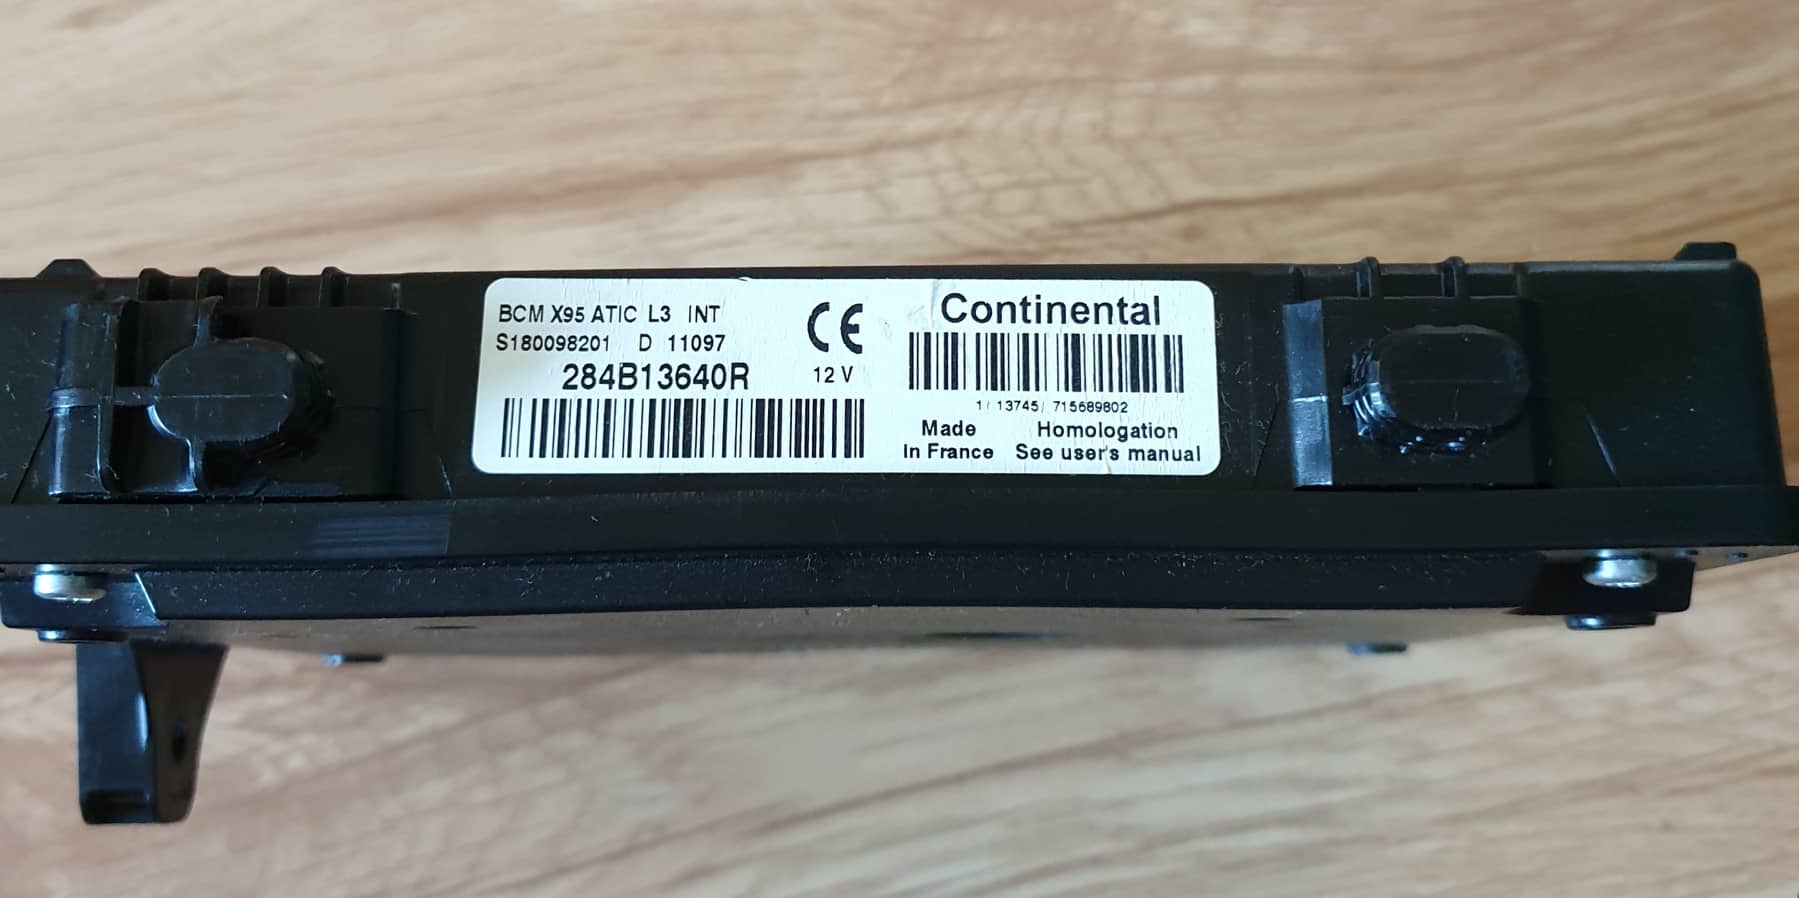 BCM X95 ATIC L3 INT
S180098201 D 11097
284B13640R
CE
12 V
Continental
1/ 13745/ 715689802
Made
In France
Homologation
See user's manual